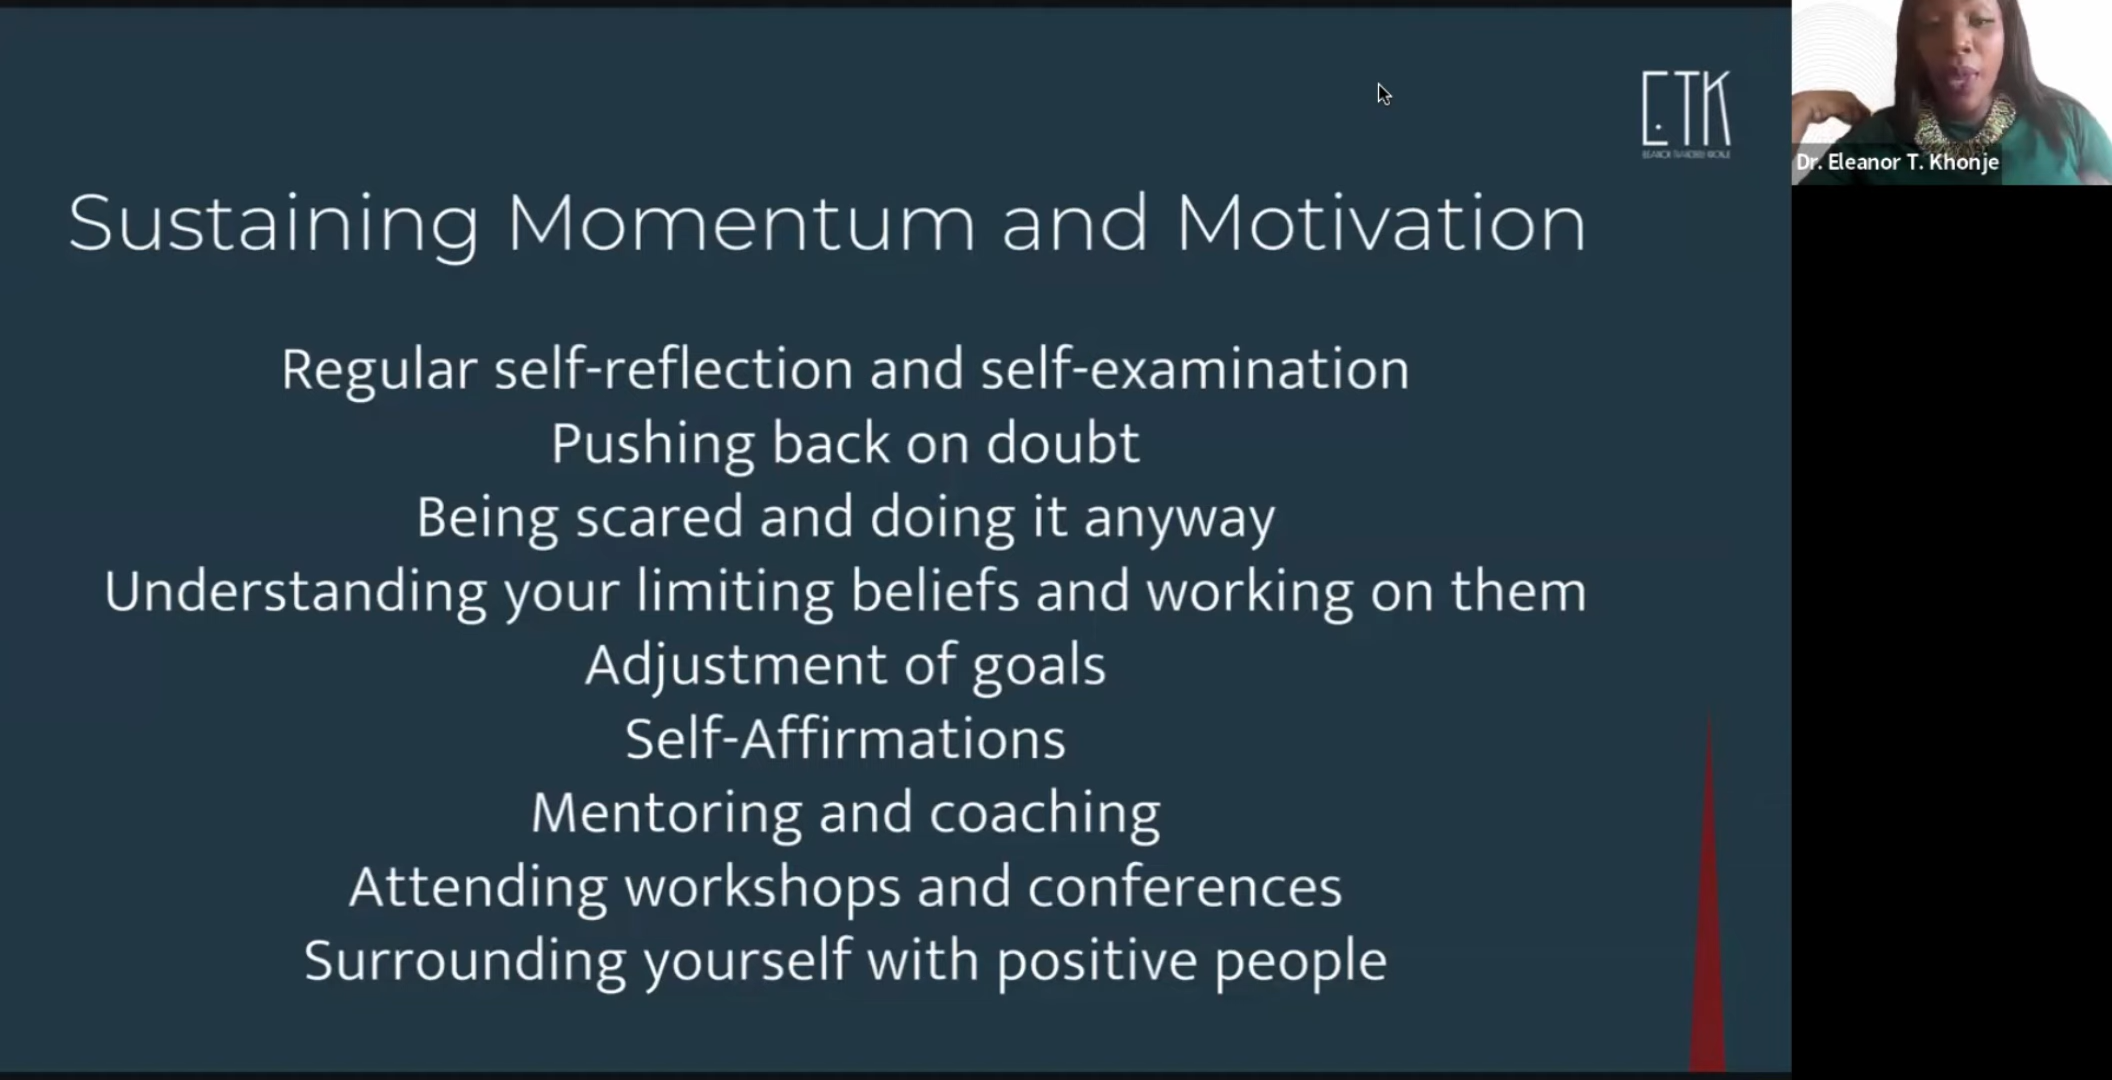 ETK
Dr. Eleanor T. Khonje
Sustaining Momentum and Motivation
Regular self-reflection and self-examination
Pushing back on doubt
Being scared and doing it anyway
Understanding your limiting beliefs and working on them
Adjustment of goals
Self-Affirmations
Mentoring and coaching
Attending workshops and conferences
Surrounding yourself with positive people